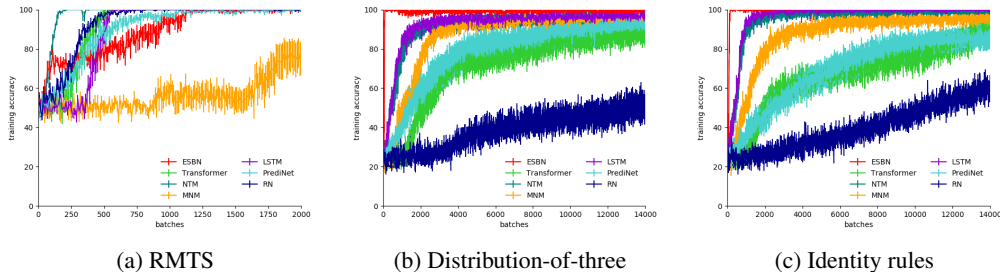 100
80
60
40
20
0
training accuracy
ESBN
Transformer
NTM
MNM
LSTM
PrediNet
RN
0 250 500 750 1000 1250 1500 1750 2000
batches
(a) RMTS
100
80
60
40
20
0
training accuracy
ESBN
Transformer
NTM
MNM
LSTM
PrediNet
RN
0 2000 4000 6000 8000 10000 12000 14000
batches
(b) Distribution-of-three
100
80
60
40
20
0
training accuracy
ESBN
Transformer
NTM
MNM
LSTM
PrediNet
RN
0 2000 4000 6000 8000 10000 12000 14000
batches
(c) Identity rules